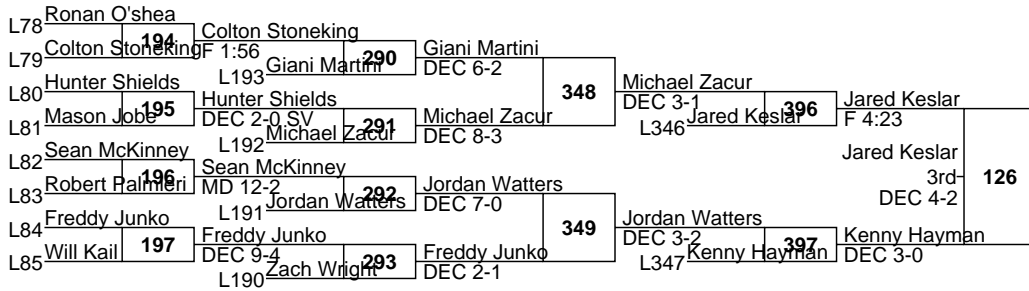 L78 Ronan O'shea
194 Colton Stoneking
L79 Colton Stoneking F 1:56 290 Giani Martini
L193 Giani Martini DEC 6-2
L80 Hunter Shields 348 Michael Zacur
195 Hunter Shields DEC 3-1 396 Jared Keslar
L81 Mason Jobe DEC 2-0 SV 291 Michael Zacur L346 Jared Keslar F 4:23
L192 Michael Zacur DEC 8-3
L82 Sean McKinney Jared Keslar
196 Sean McKinney 3rd 126
L83 Robert Palmieri MD 12-2 292 Jordan Watters DEC 4-2
L191 Jordan Watters DEC 7-0
L84 Freddy Junko 349 Jordan Watters
197 Freddy Junko DEC 3-2 397 Kenny Hayman
L85 Will Kail DEC 9-4 293 Freddy Junko L347 Kenny Hayman DEC 3-0
L190 Zach Wright DEC 2-1